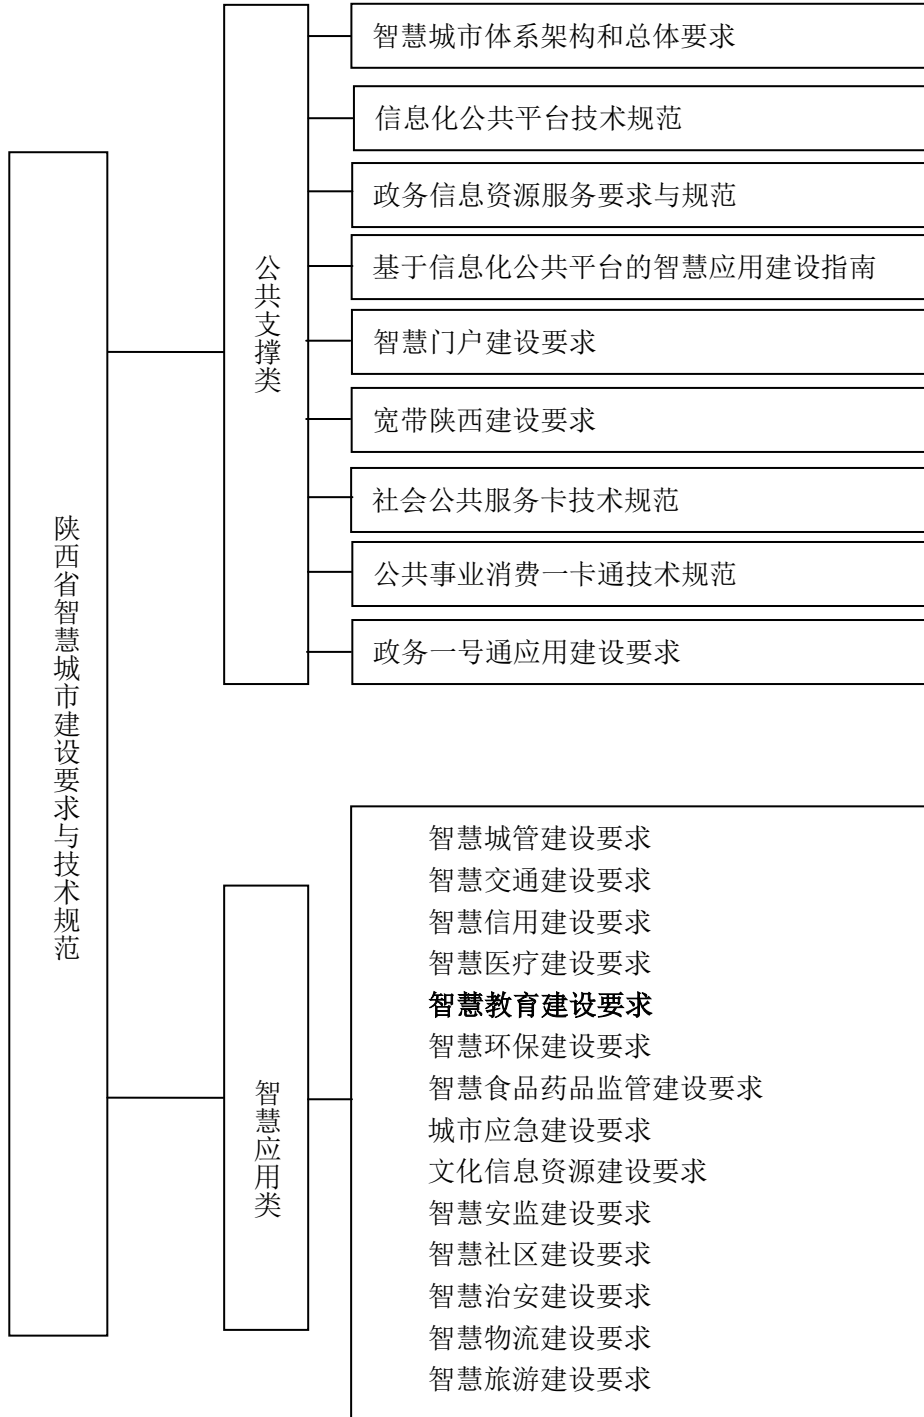 陕西省智慧城市建设要求与技术规范
公共支撑类
智慧城市体系架构和总体要求
信息化公共平台技术规范
政务信息资源服务要求与规范
基于信息化公共平台的智慧应用建设指南
智慧门户建设要求
宽带陕西建设要求
社会公共服务卡技术规范
公共事业消费一卡通技术规范
政务一号通应用建设要求
智慧应用类
智慧城管建设要求
智慧交通建设要求
智慧信用建设要求
智慧医疗建设要求
智慧教育建设要求
智慧环保建设要求
智慧食品药品监管建设要求
城市应急建设要求
文化信息资源建设要求
智慧安监建设要求
智慧社区建设要求
智慧治安建设要求
智慧物流建设要求
智慧旅游建设要求